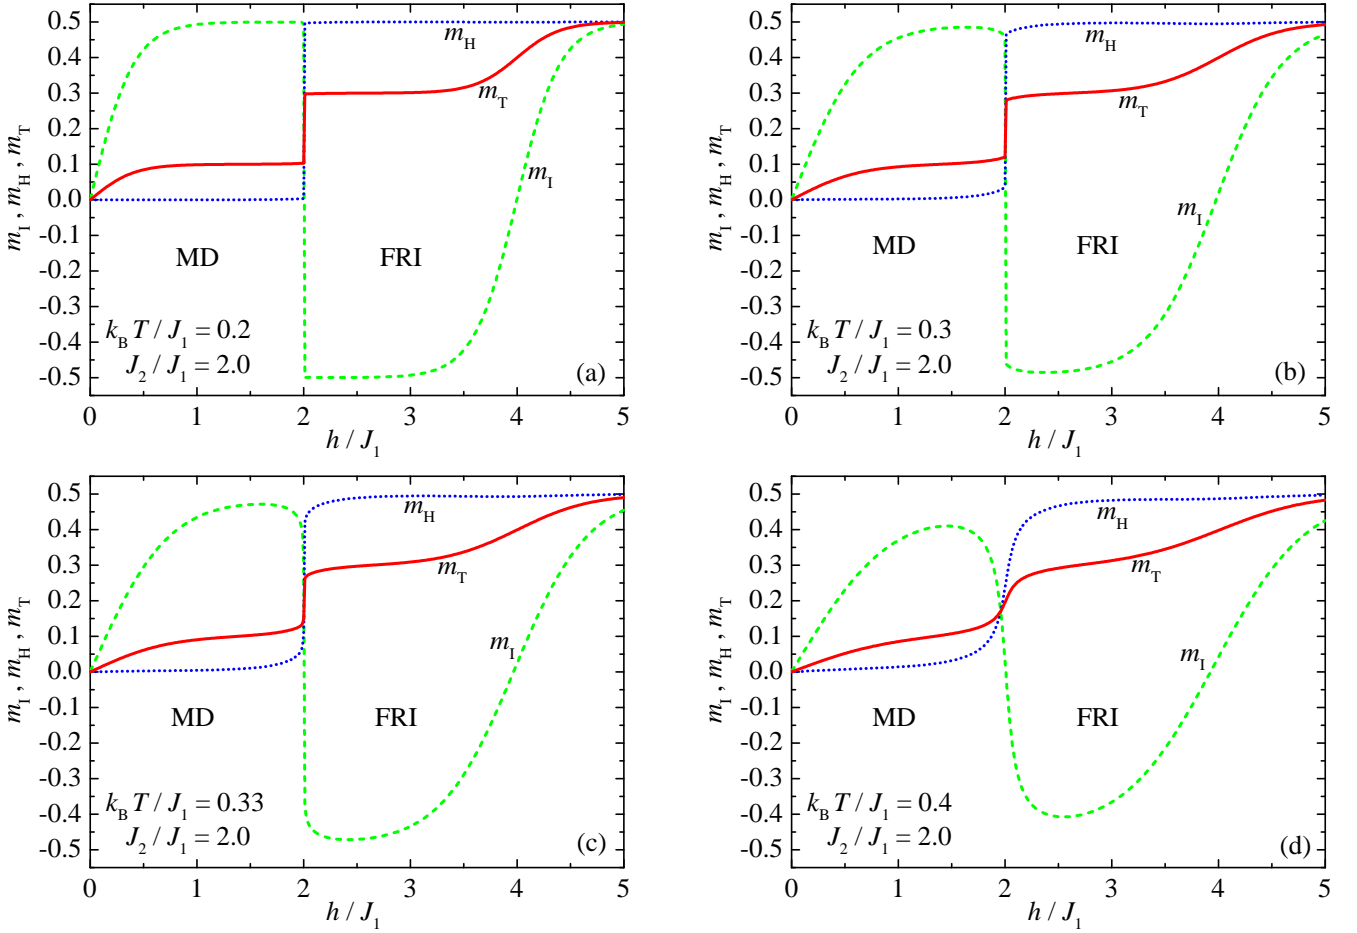 0.5
0.4
0.3
0.2
0.1
0.0
-0.1
-0.2
-0.3
-0.4
-0.5
m_I , m_H , m_T
m_H
m_T
m_I
MD
FRI
k_B T / J_1 = 0.2
J_2 / J_1 = 2.0
(a)
0 1 2 3 4 5
h / J_1
0.5
0.4
0.3
0.2
0.1
0.0
-0.1
-0.2
-0.3
-0.4
-0.5
m_I , m_H , m_T
m_H
m_T
m_I
MD
FRI
k_B T / J_1 = 0.3
J_2 / J_1 = 2.0
(b)
0 1 2 3 4 5
h / J_1
0.5
0.4
0.3
0.2
0.1
0.0
-0.1
-0.2
-0.3
-0.4
-0.5
m_I , m_H , m_T
m_H
m_T
m_I
MD
FRI
k_B T / J_1 = 0.33
J_2 / J_1 = 2.0
(c)
0 1 2 3 4 5
h / J_1
0.5
0.4
0.3
0.2
0.1
0.0
-0.1
-0.2
-0.3
-0.4
-0.5
m_I , m_H , m_T
m_H
m_T
m_I
MD
FRI
k_B T / J_1 = 0.4
J_2 / J_1 = 2.0
(d)
0 1 2 3 4 5
h / J_1